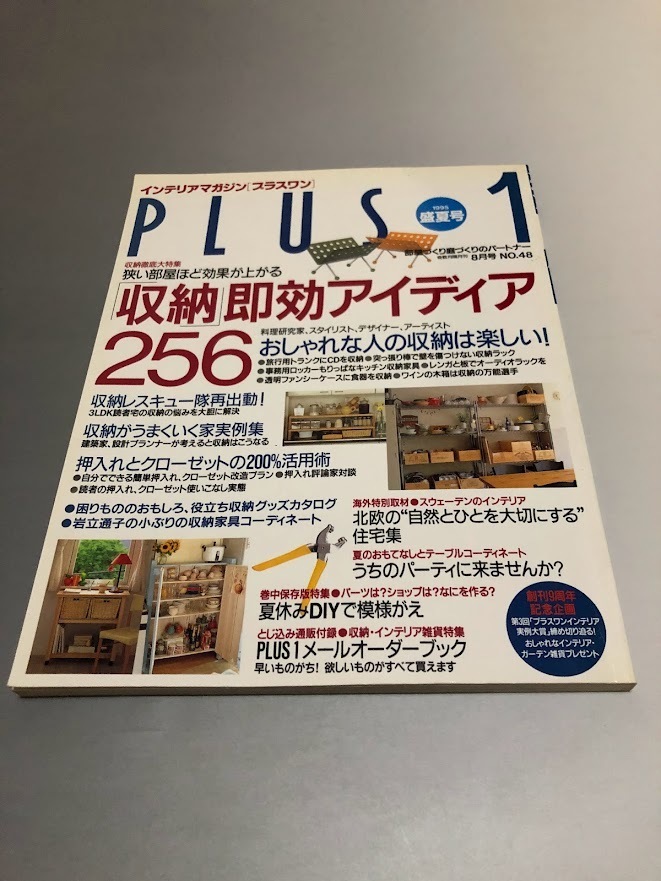 インテリアマガジン[プラスワン]
PLUS 1
1995
盛夏号
部屋づくり庭づくりのパートナー
8月号 NO.48
収納徹底大特集
狭い部屋ほど効果が上がる
「収納」即効アイディア
256
料理研究家、スタイリスト、デザイナー、アーティスト
おしゃれな人の収納は楽しい!
●旅行用トランクにCDを収納●突っ張り棒で壁を傷つけない収納ラック
●事務用ロッカーもりっぱなキッチン収納家具●レンガと板でオーディオラックを
●透明ファンシーケースに食器を収納●ワインの木箱は収納の万能選手
収納レスキュー隊再出動!
3LDK読者宅の収納の悩みを大胆に解決
収納がうまくいく家実例集
建築家、設計プランナーが考えると収納はこうなる
押入れとクローゼットの200%活用術
●自分でできる簡単押入れ、クローゼット改造プラン●押入れ評論家対談
●読者の押入れ、クローゼット使いこなし実態
●困りもののおもしろ、役立ち収納グッズカタログ
●岩立通子の小ぶりの収納家具コーディネート
海外特別取材●スウェーデンのインテリア
北欧の“自然とひとを大切にする”
住宅集
夏のおもてなしとテーブルコーディネート
うちのパーティに来ませんか?
巻中保存版特集●パーツは?ショップは?なにを作る?
夏休みDIYで模様がえ
とじ込み通販付録●収納・インテリア雑貨特集
PLUS1メールオーダーブック
早いものがち! 欲しいものがすべて買えます
創刊9周年
記念企画
第3回「プラスワンインテリア
実例大賞」締め切り迫る!
おしゃれなインテリア・
ガーデン雑貨プレゼント